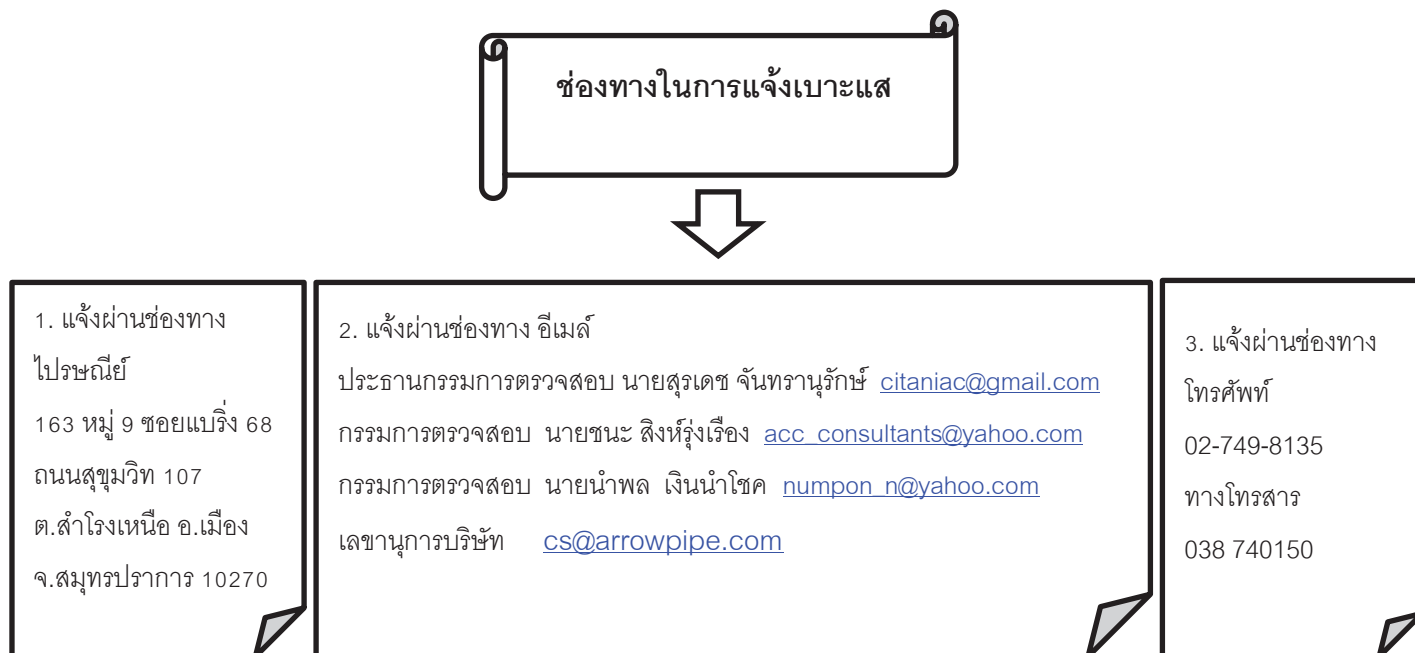 ช่องทางในการแจ้งเบาะแส
1. แจ้งผ่านช่องทาง
ไปรษณีย์
163 หมู่ 9 ซอยแบริ่ง 68
ถนนสุขุมวิท 107
ต.สำโรงเหนือ อ.เมือง
จ.สมุทรปราการ 10270
2. แจ้งผ่านช่องทาง อีเมล์
ประธานกรรมการตรวจสอบ นายสุรเดช จันทรานุรักษ์ citaniac@gmail.com
กรรมการตรวจสอบ นายชนะ สิงห์รุ่งเรือง acc_consultants@yahoo.com
กรรมการตรวจสอบ นายนำพล เงินนำโชค numpon_n@yahoo.com
เลขานุการบริษัท cs@arrowpipe.com
3. แจ้งผ่านช่องทาง
โทรศัพท์
02-749-8135
ทางโทรสาร
038 740150